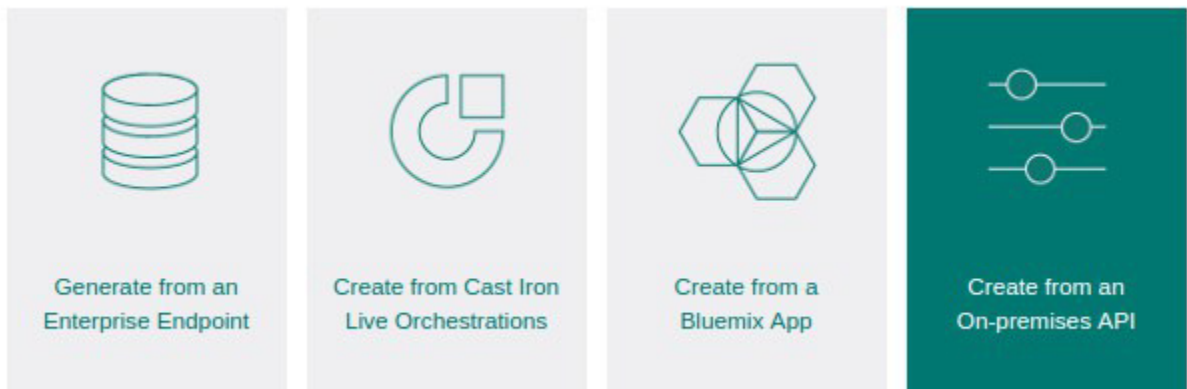 Generate from an
Enterprise Endpoint
Create from Cast Iron
Live Orchestrations
Create from a
Bluemix App
Create from an
On-premises API